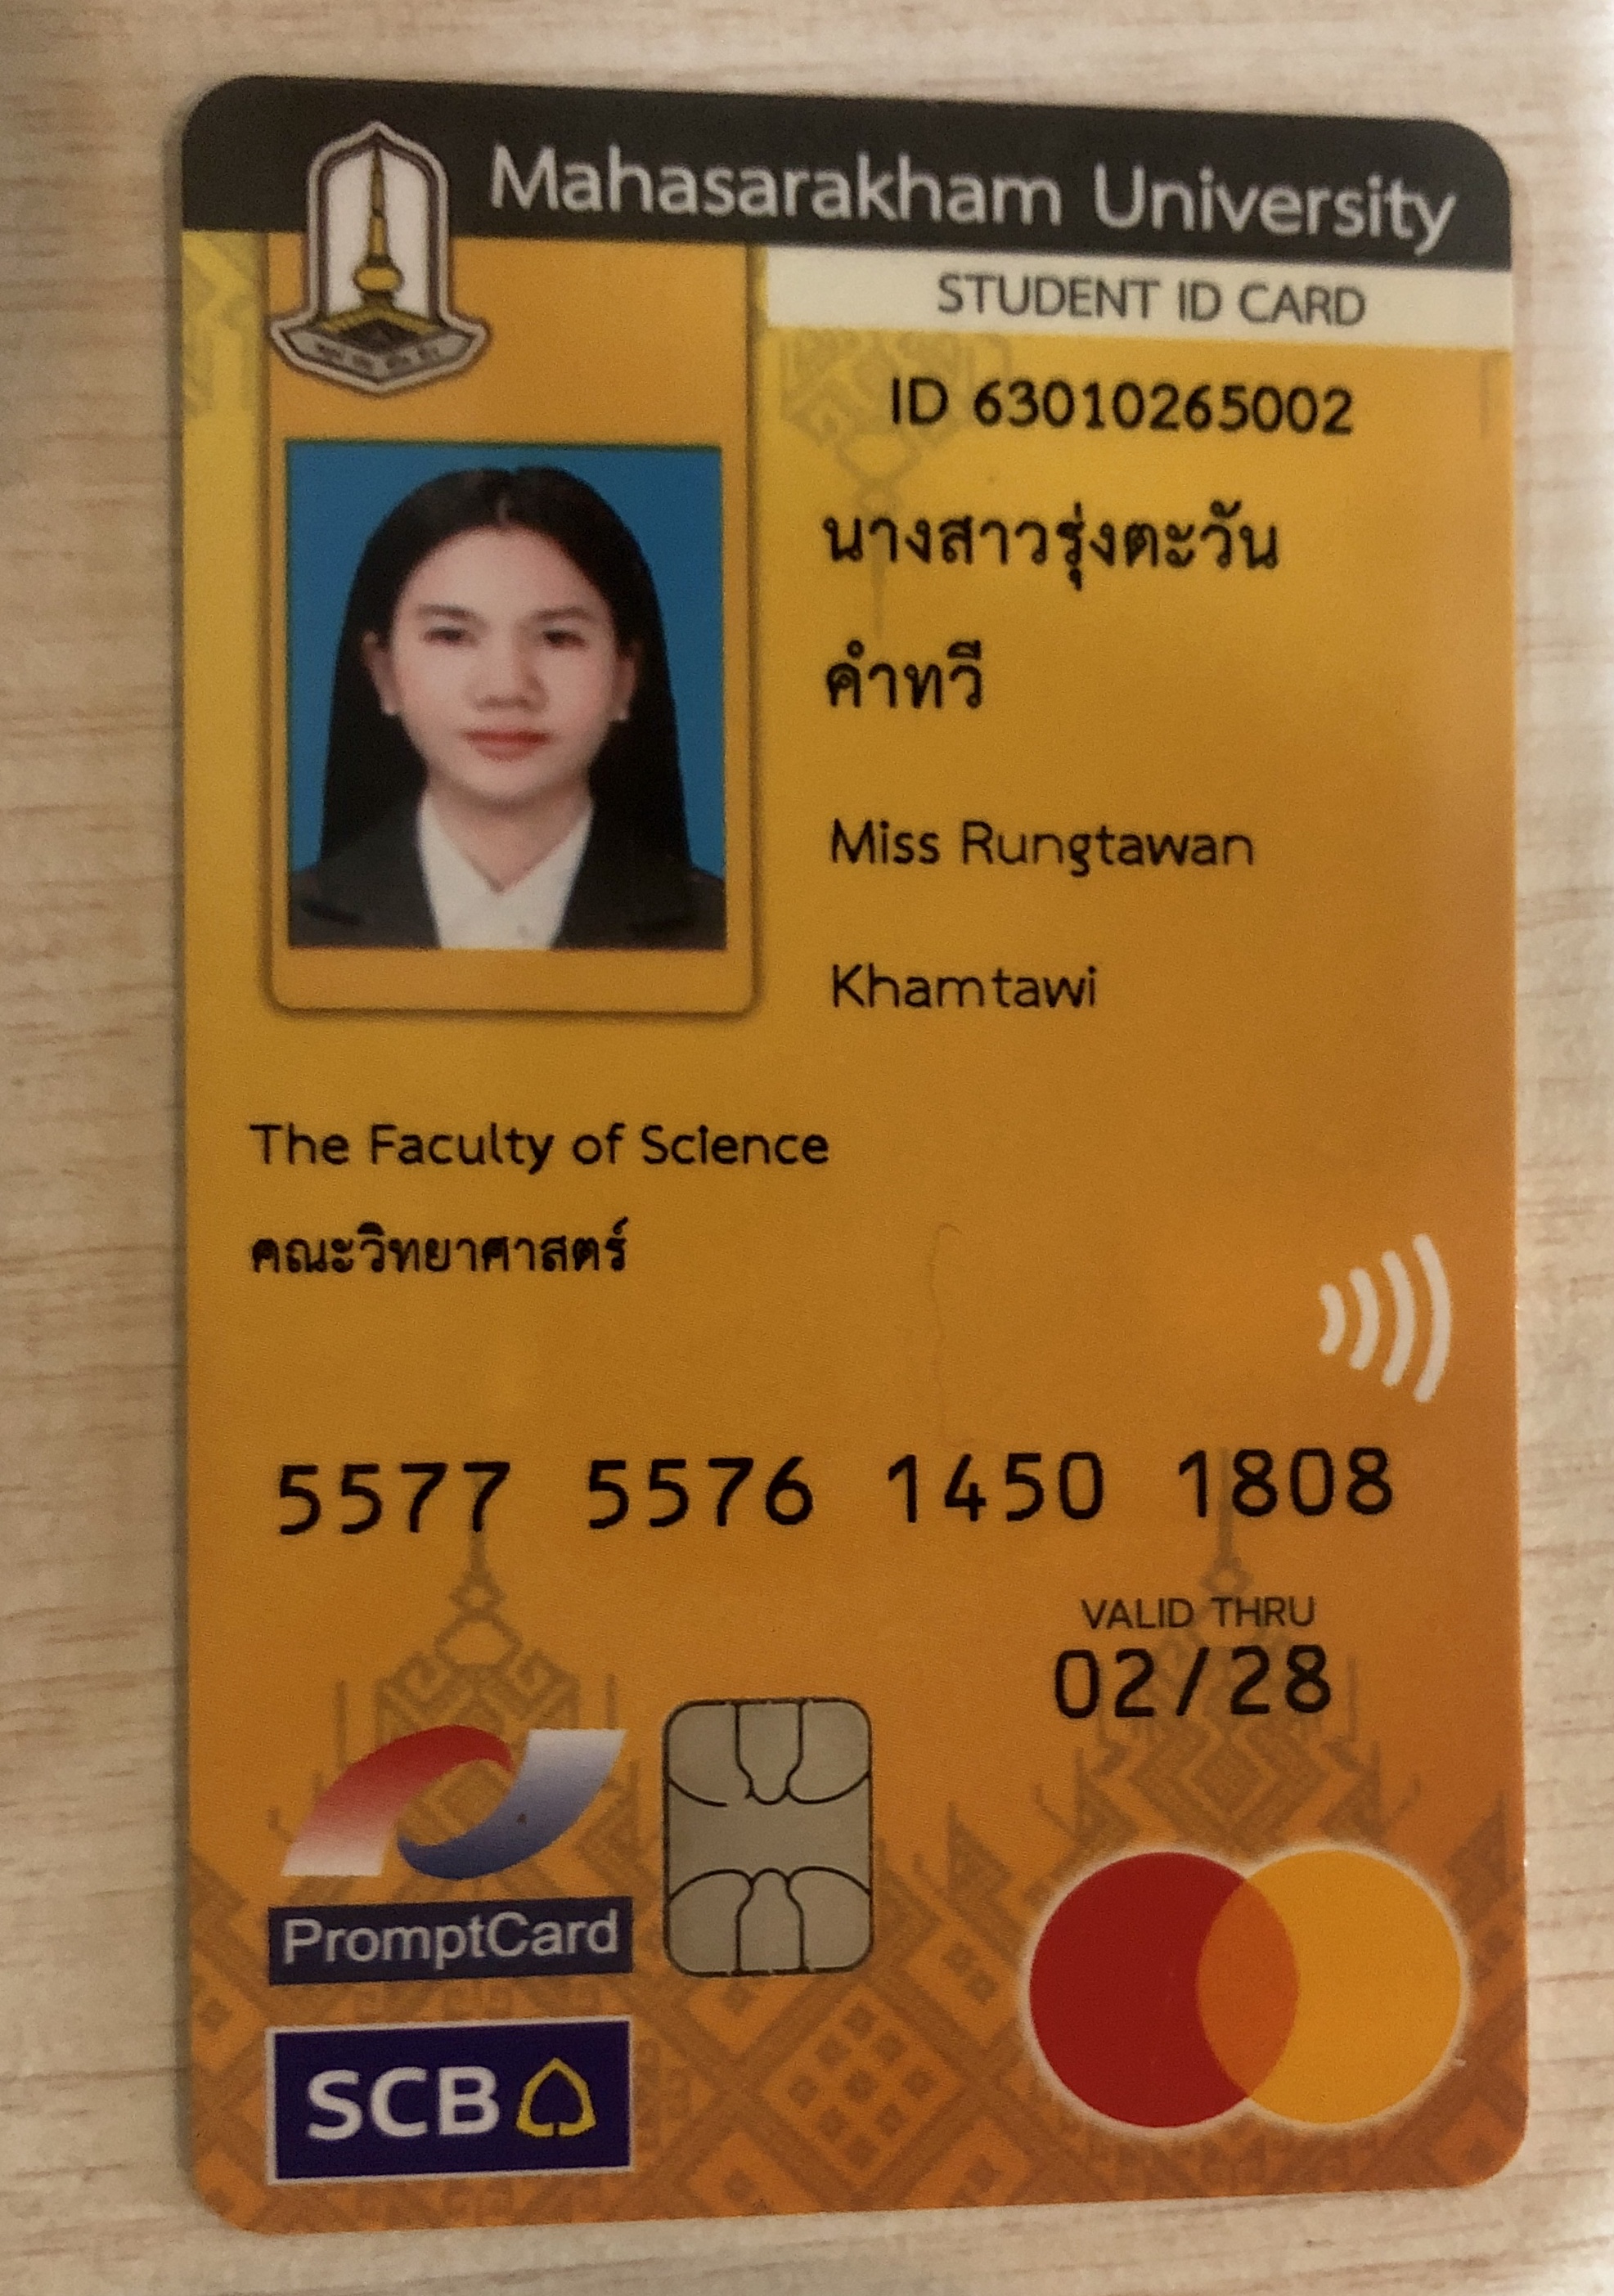 Mahasarakham University
STUDENT ID CARD
ID 63010265002
นางสาวรุ่งตะวัน
คำทวี
Miss Rungtawan
Khamtawi
The Faculty of Science
คณะวิทยาศาสตร์
5577 5576 1450 1808
VALID THRU
02/28
PromptCard
SCB